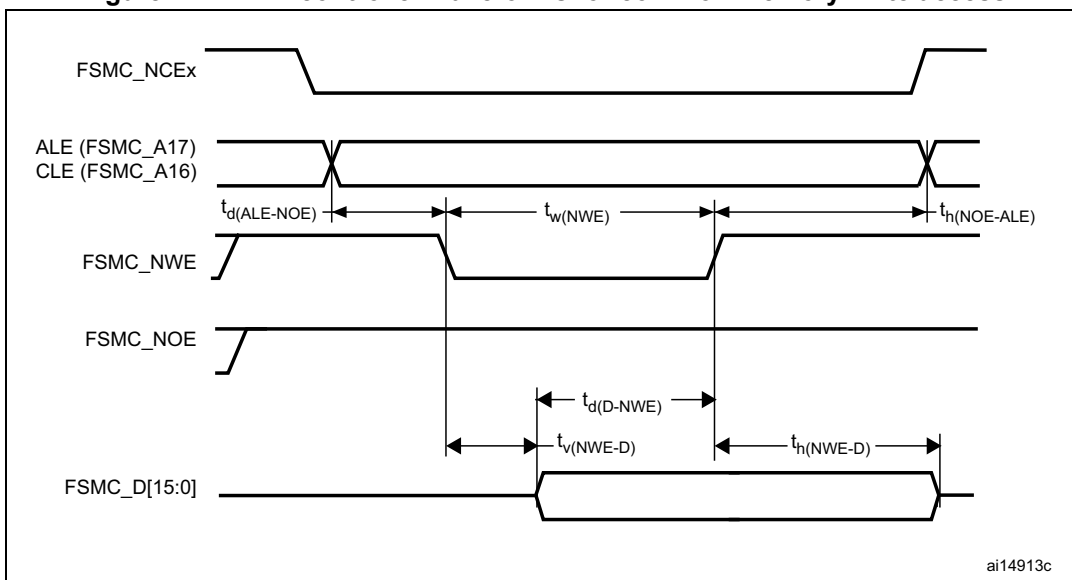 FSMC_NCEx
ALE (FSMC_A17)
CLE (FSMC_A16)
td(ALE-NOE) tw(NWE) th(NOE-ALE)
FSMC_NWE
FSMC_NOE
td(D-NWE)
tv(NWE-D) th(NWE-D)
FSMC_D[15:0]
ai14913c